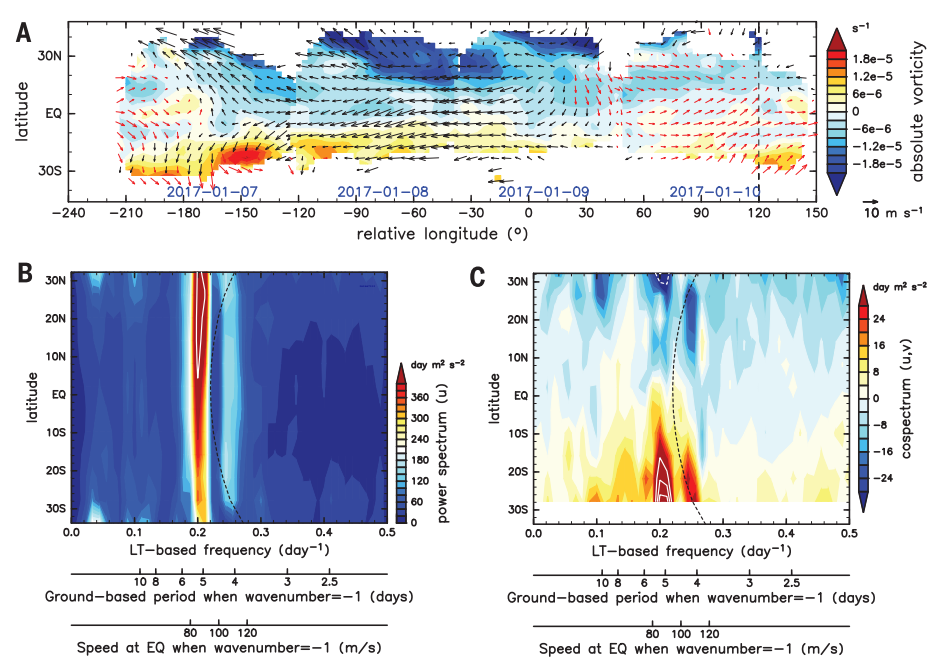 A
s⁻¹
30N
EQ
30S
latitude
1.8e-5
1.2e-5
6e-6
0
-6e-6
-1.2e-5
-1.8e-5
absolute vorticity
2017-01-07
2017-01-08
2017-01-09
2017-01-10
-240 -210 -180 -150 -120 -90 -60 -30 0 30 60 90 120 150
10 m s⁻¹
relative longitude (°)
B
30N
20N
10N
EQ
10S
20S
30S
latitude
0.0 0.1 0.2 0.3 0.4 0.5
LT-based frequency (day⁻¹)
day m² s⁻²
360
300
240
180
120
60
0
power spectrum (u)
10 8 6 5 4 3 2.5
Ground-based period when wavenumber=-1 (days)
80 100 120
Speed at EQ when wavenumber=-1 (m/s)
C
30N
20N
10N
EQ
10S
20S
30S
latitude
0.0 0.1 0.2 0.3 0.4 0.5
LT-based frequency (day⁻¹)
day m² s⁻²
24
16
8
0
-8
-16
-24
cospectrum (u,v)
10 8 6 5 4 3 2.5
Ground-based period when wavenumber=-1 (days)
80 100 120
Speed at EQ when wavenumber=-1 (m/s)